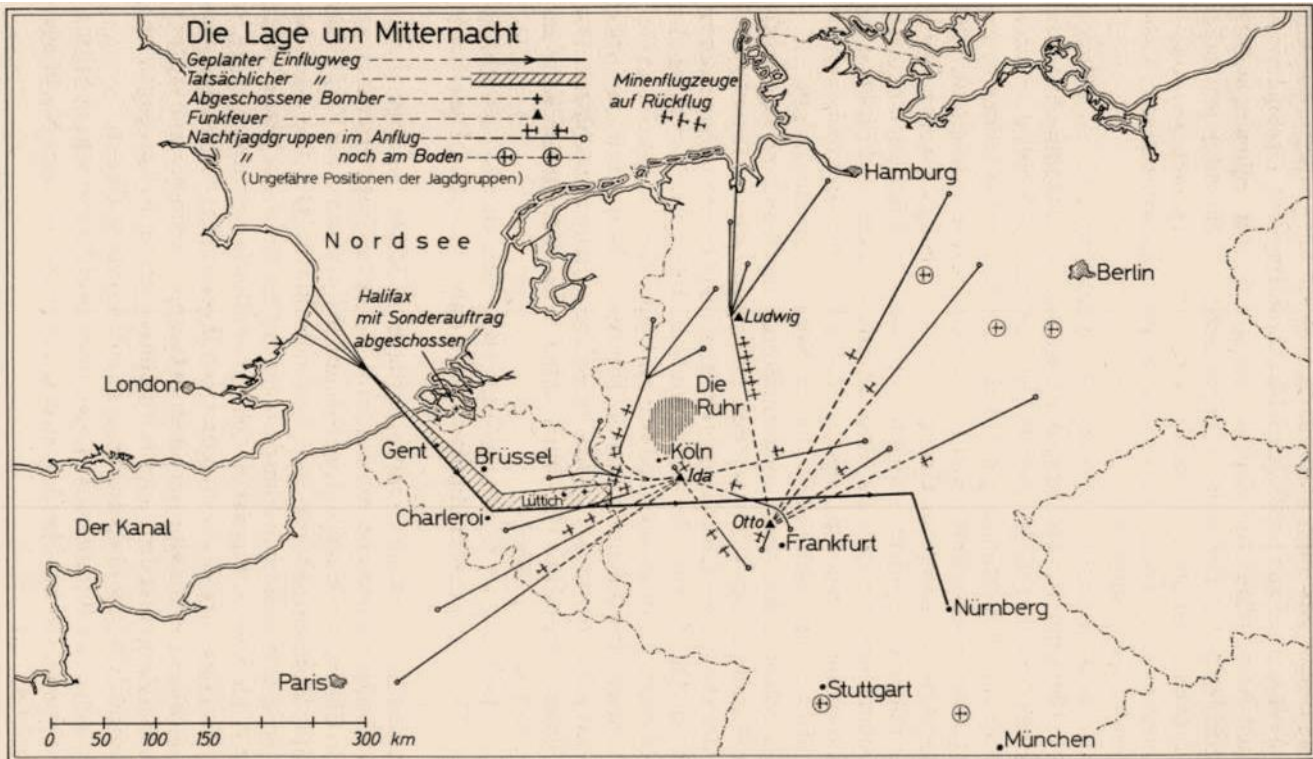 Die Lage um Mitternacht
Geplanter Einflugweg
Tatsächlicher "
Abgeschossene Bomber
Funkfeuer
Nachtjagdgruppen im Anflug
" noch am Boden
(Ungefähre Positionen der Jagdgruppen)
Minenflugzeuge
auf Rückflug
Hamburg
Nordsee
Berlin
Halifax
mit Sonderauftrag
abgeschossen
Ludwig
London
Die
Ruhr
Gent
Brüssel
Köln
Ida
Lüttich
Charleroi
Der Kanal
Otto
Frankfurt
Nürnberg
Paris
Stuttgart
München
0 50 100 150 300 km